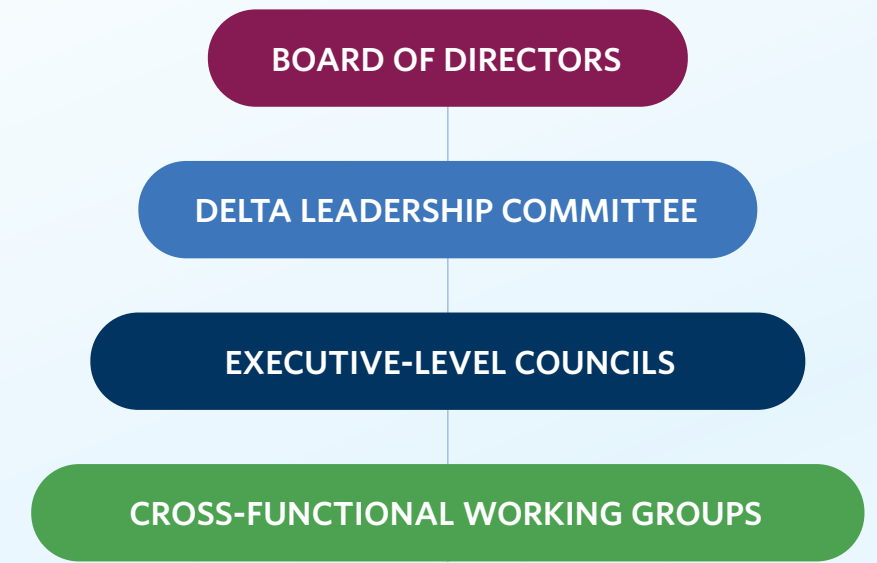 BOARD OF DIRECTORS
DELTA LEADERSHIP COMMITTEE
EXECUTIVE-LEVEL COUNCILS
CROSS-FUNCTIONAL WORKING GROUPS